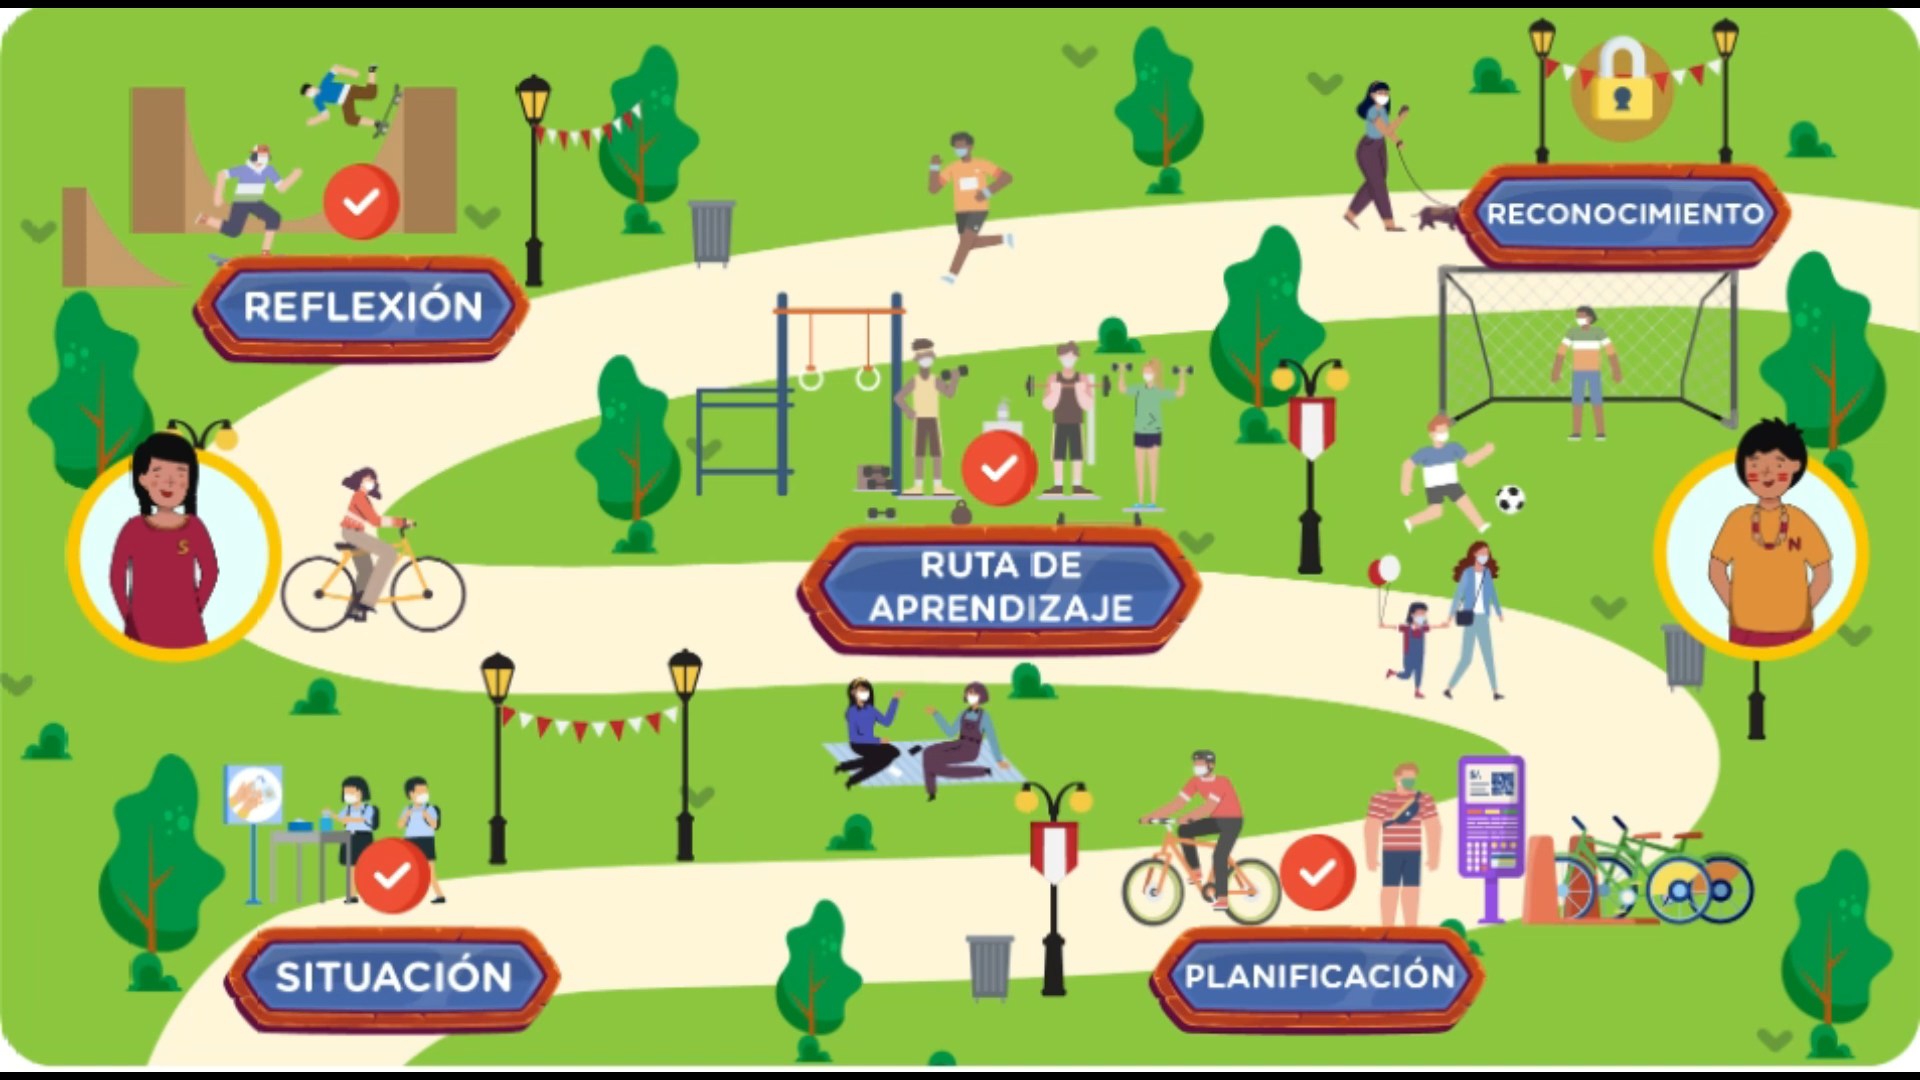 RECONOCIMIENTO
REFLEXIÓN
S
N
RUTA DE
APRENDIZAJE
SITUACIÓN
PLANIFICACIÓN